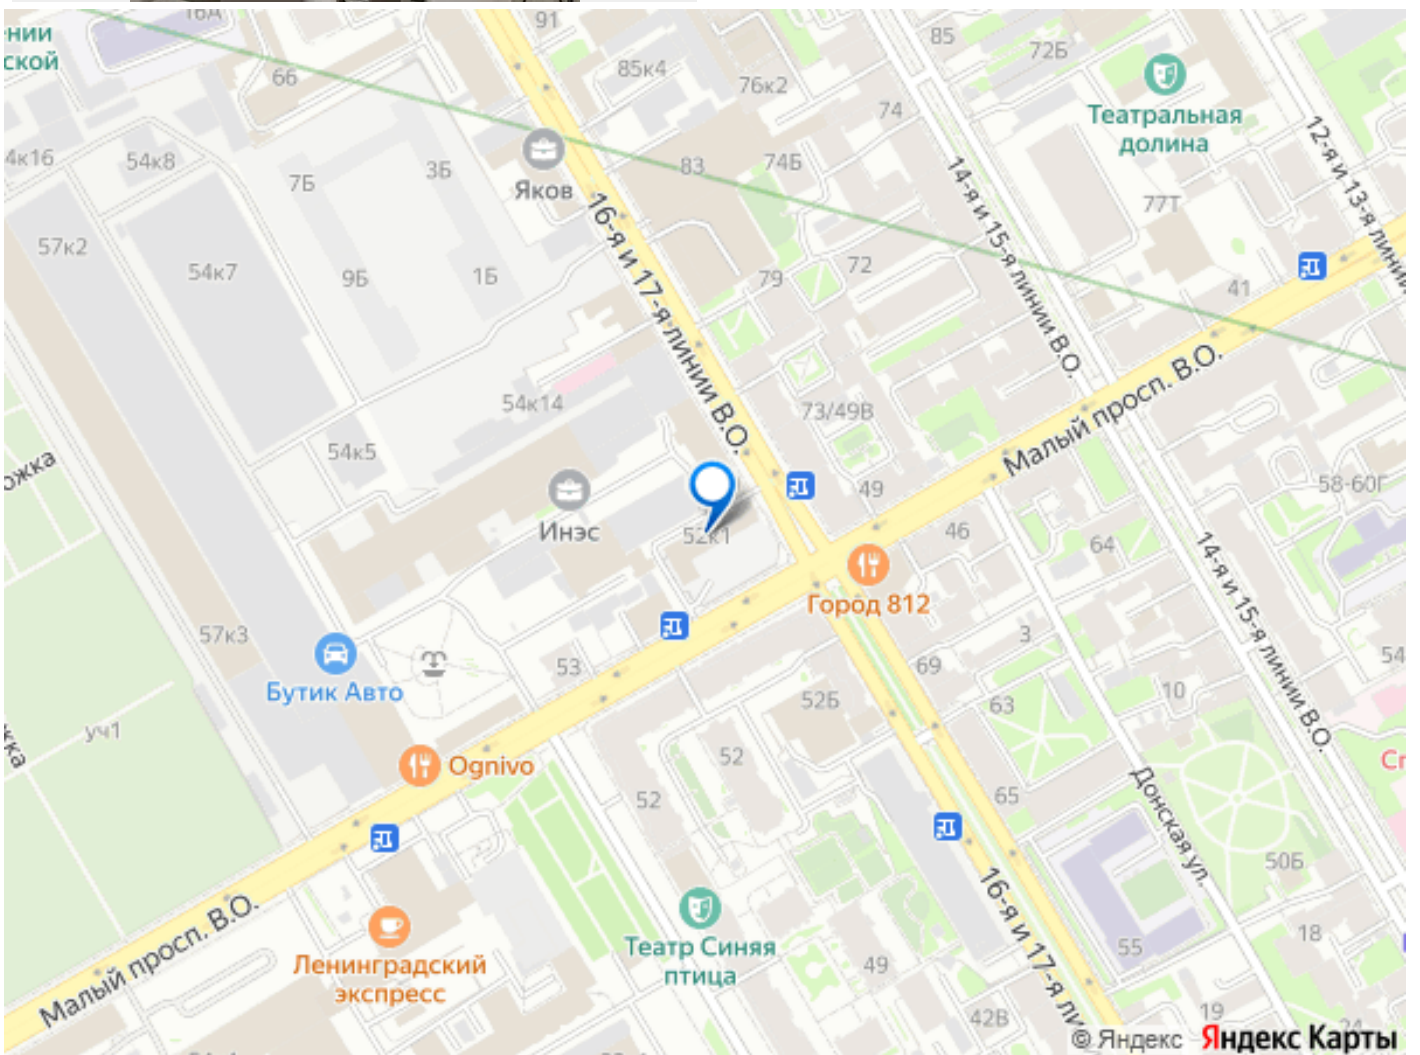 16А
91
85
72Б
нии
ской
66
85к4
76к2
74
Театральная
долина
12-я и 13-я линии
4к16
54к8
7Б
3Б
Яков
83
74Б
14-я и 15-я линии В.О.
77Т
16-я и 17-я линии В.О.
57к2
54к7
9Б
1Б
79
72
41
54к14
73/49В
Малый просп. В.О.
ожка
54к5
49
58-60Г
Инэс
52к1
46
64
14-я и 15-я линии В.О.
Город 812
57к3
53
3
69
54
Бутик Авто
52Б
63
10
уч1
жка
Ognivo
52
Сп
52
65
Донская ул.
50Б
16-я и 17-я ли
Малый просп. В.О.
Ленинградский
экспресс
Театр Синяя
птица
49
55
18
42В
19
24
© Яндекс Яндекс Карты